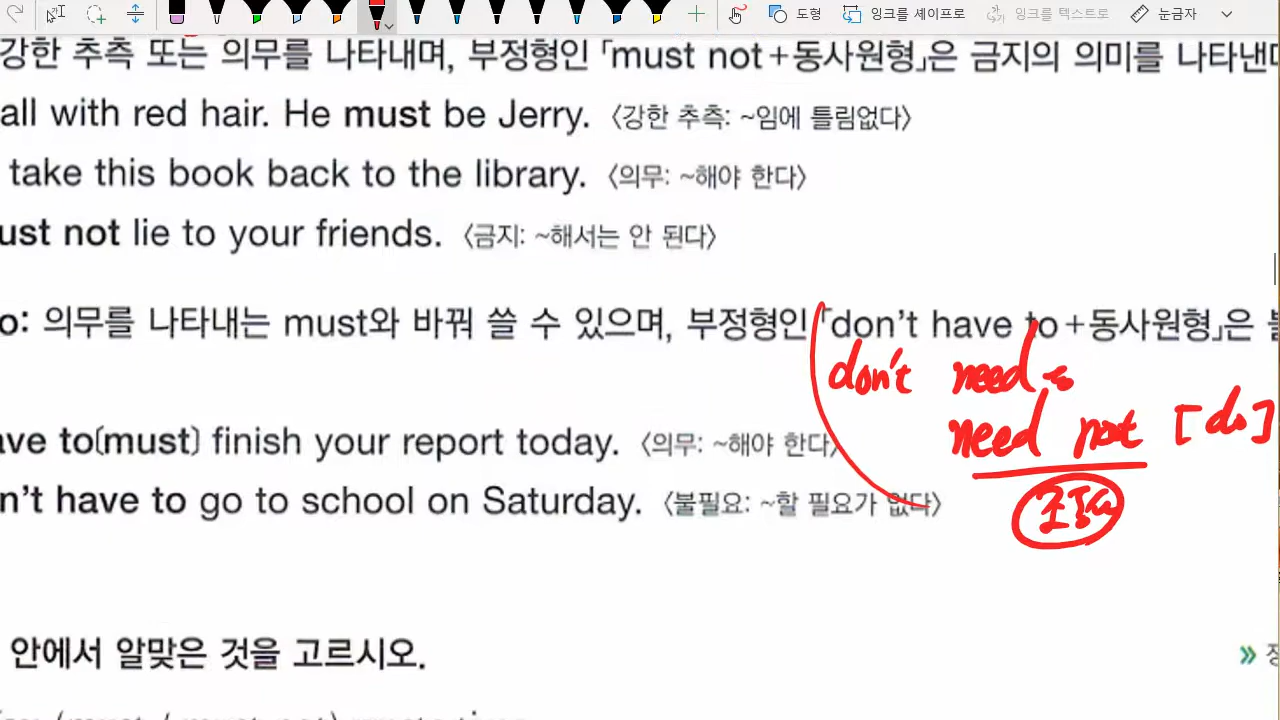 도형 잉크를 셰이프로 잉크를 텍스트로 눈금자
강한 추측 또는 의무를 나타내며, 부정형인 「must not+동사원형」은 금지의 의미를 나타낸다
all with red hair. He must be Jerry. 〈강한 추측: ~임에 틀림없다〉
take this book back to the library. 〈의무: ~해야 한다〉
ust not lie to your friends. 〈금지: ~해서는 안 된다〉
o: 의무를 나타내는 must와 바꿔 쓸 수 있으며, 부정형인 「don't have to+동사원형」은
don't need to
need not [do]
ave to[must] finish your report today. 〈의무: ~해야 한다〉
n't have to go to school on Saturday. 〈불필요: ~할 필요가 없다〉
조동사
안에서 알맞은 것을 고르시오.